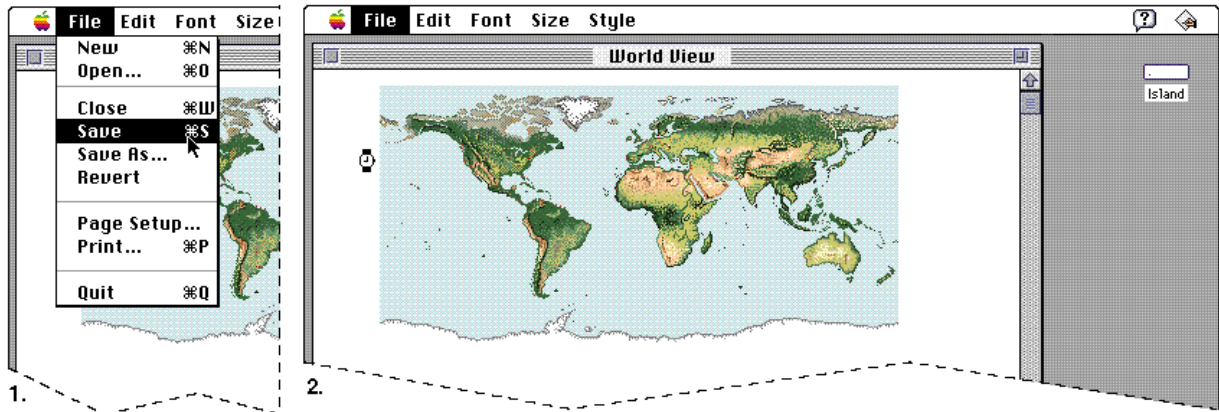 File Edit Font Size
New ⌘N
Open... ⌘O
Close ⌘W
Save ⌘S
Save As...
Revert
Page Setup...
Print... ⌘P
Quit ⌘Q
1.
File Edit Font Size Style
World View
Island
2.